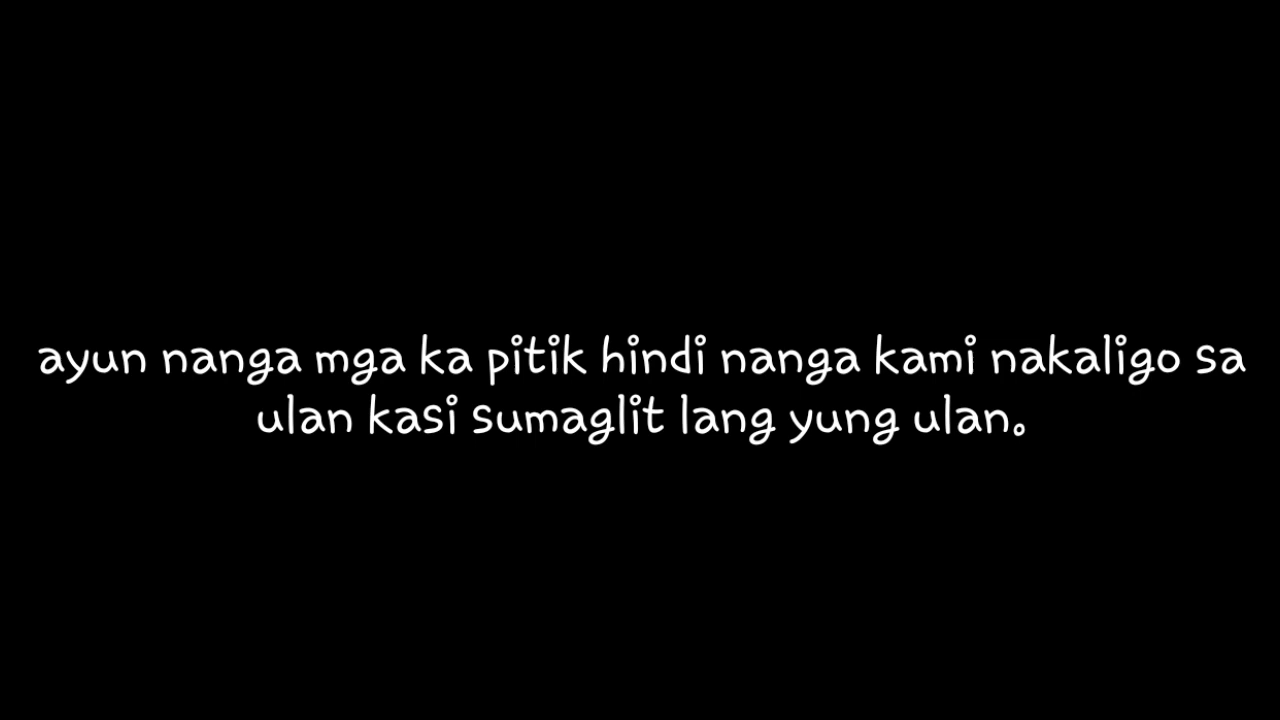 ayun nanga mga ka pitik hindi nanga kami nakaligo sa
ulan kasi sumaglit lang yung ulan.